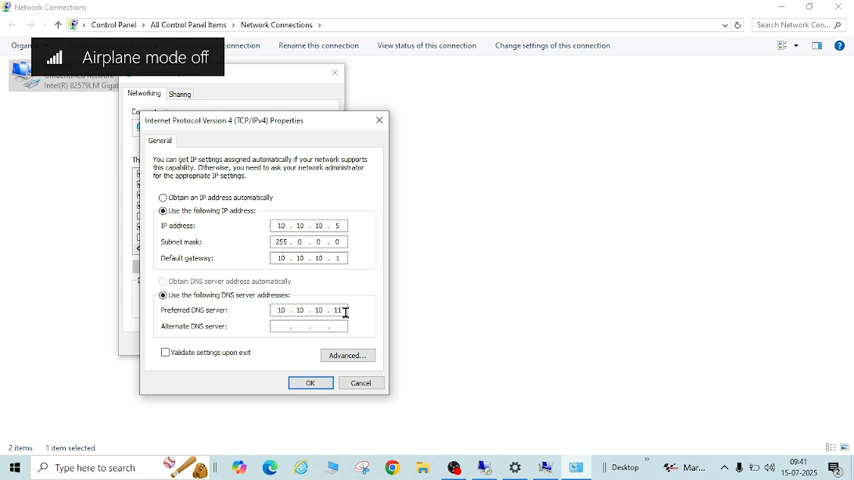 Network Connections
Control Panel > All Control Panel Items > Network Connections >
Search Network Con...
Rename this connection View status of this connection Change settings of this connection
Airplane mode off
Intel(R) 82579LM Gigab
Networking Sharing
Internet Protocol Version 4 (TCP/IPv4) Properties
General
You can get IP settings assigned automatically if your network supports
this capability. Otherwise, you need to ask your network administrator
for the appropriate IP settings.
Obtain an IP address automatically
Use the following IP address:
IP address: 10 . 10 . 10 . 5
Subnet mask: 255 . 0 . 0 . 0
Default gateway: 10 . 10 . 10 . 1
Obtain DNS server address automatically
Use the following DNS server addresses:
Preferred DNS server: 10 . 10 . 10 . 11
Alternate DNS server: . . .
Validate settings upon exit
Advanced...
OK Cancel
2 items 1 item selected
Type here to search
Desktop
Mar...
09:41
15-07-2025
2